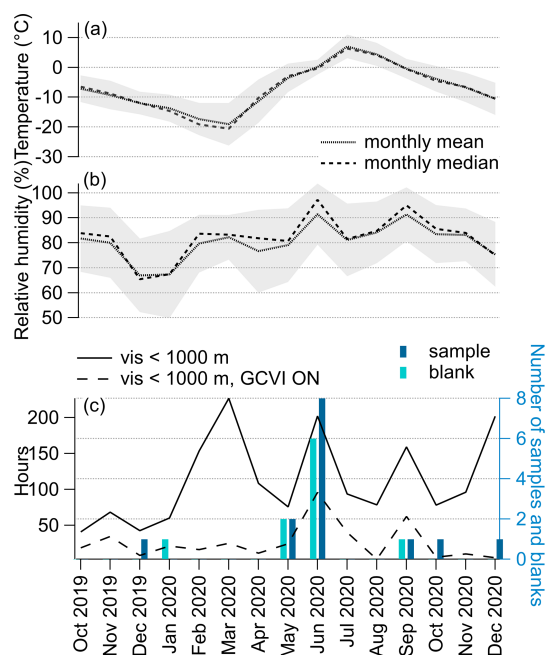 (a)
Temperature (°C)
10
0
-10
-20
-30
monthly mean
monthly median
(b)
Relative humidity (%)
100
90
80
70
60
50
vis < 1000 m
vis < 1000 m, GCVI ON
sample
blank
(c)
Hours
200
150
100
50
8
6
4
2
0
Number of samples and blanks
Oct 2019
Nov 2019
Dec 2019
Jan 2020
Feb 2020
Mar 2020
Apr 2020
May 2020
Jun 2020
Jul 2020
Aug 2020
Sep 2020
Oct 2020
Nov 2020
Dec 2020